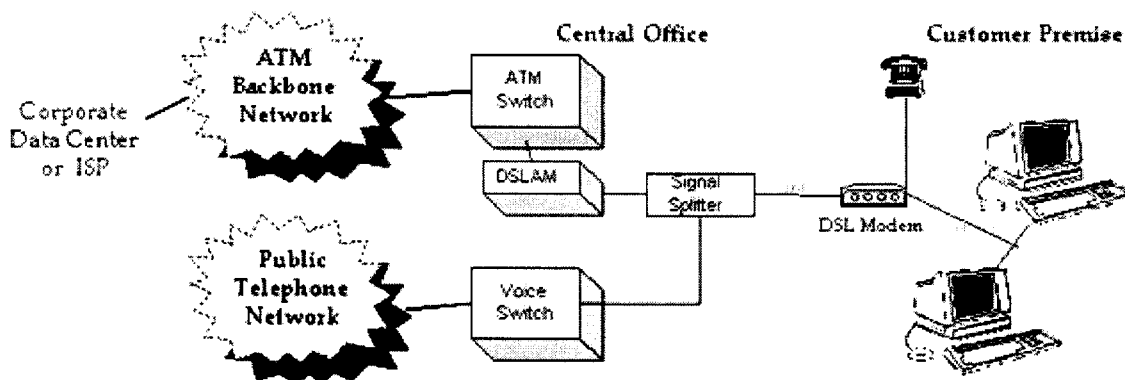 Central Office
Customer Premise
ATM
Backbone
Network
ATM
Switch
Corporate
Data Center
or ISP
DSLAM
Signal
Splitter
DSL Modem
Public
Telephone
Network
Voice
Switch